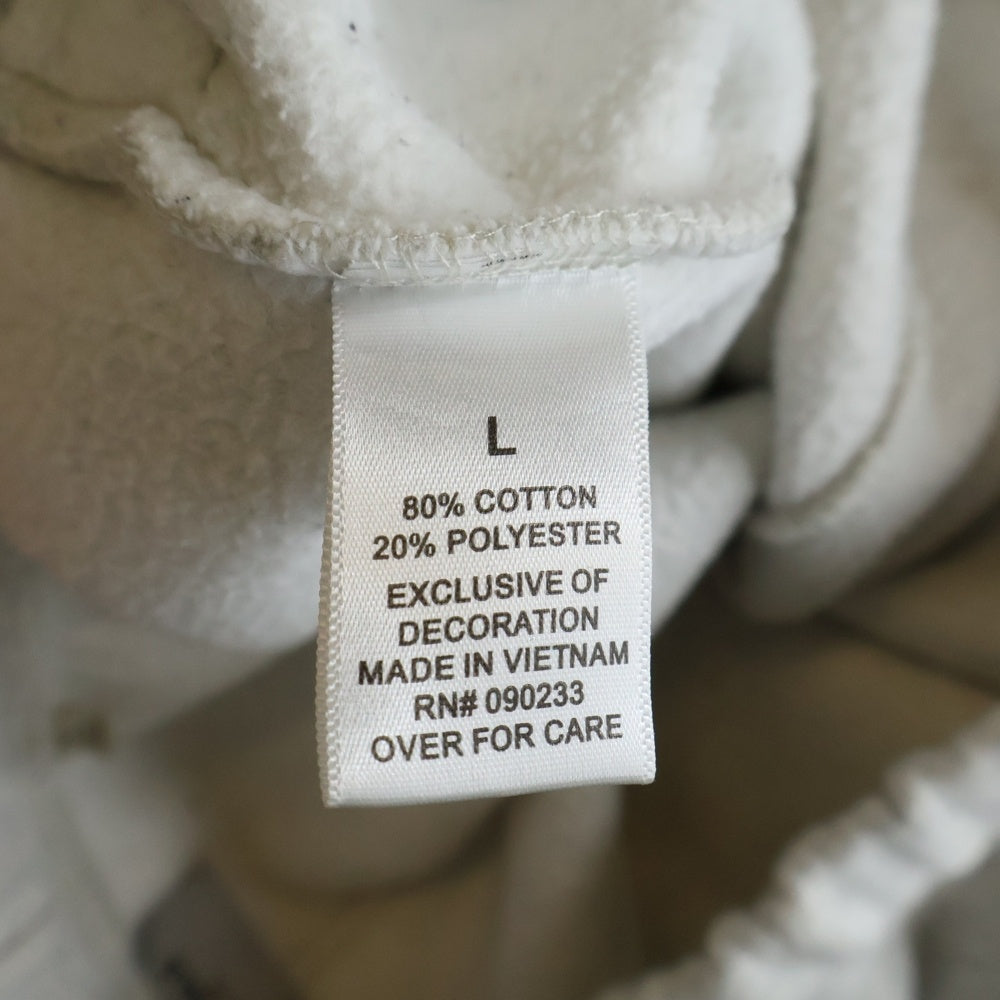 L
80% COTTON
20% POLYESTER
EXCLUSIVE OF
DECORATION
MADE IN VIETNAM
RN# 090233
OVER FOR CARE